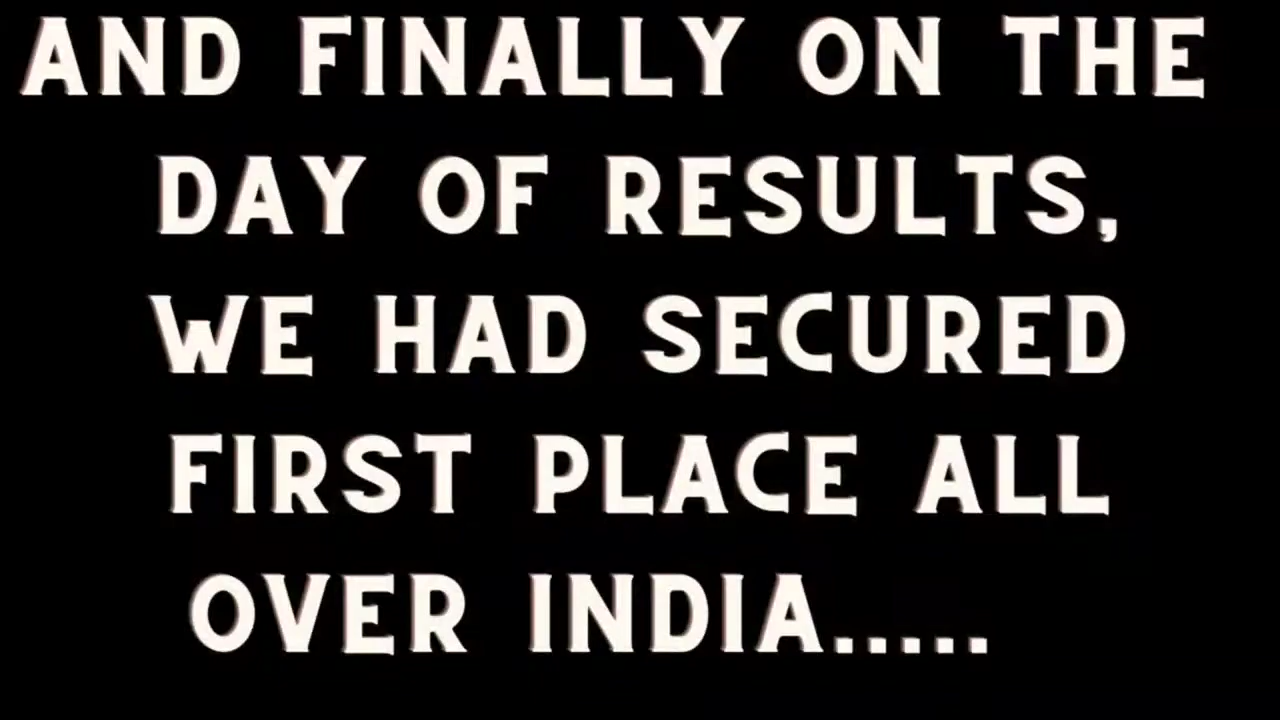 AND FINALLY ON THE
DAY OF RESULTS,
WE HAD SECURED
FIRST PLACE ALL
OVER INDIA.....